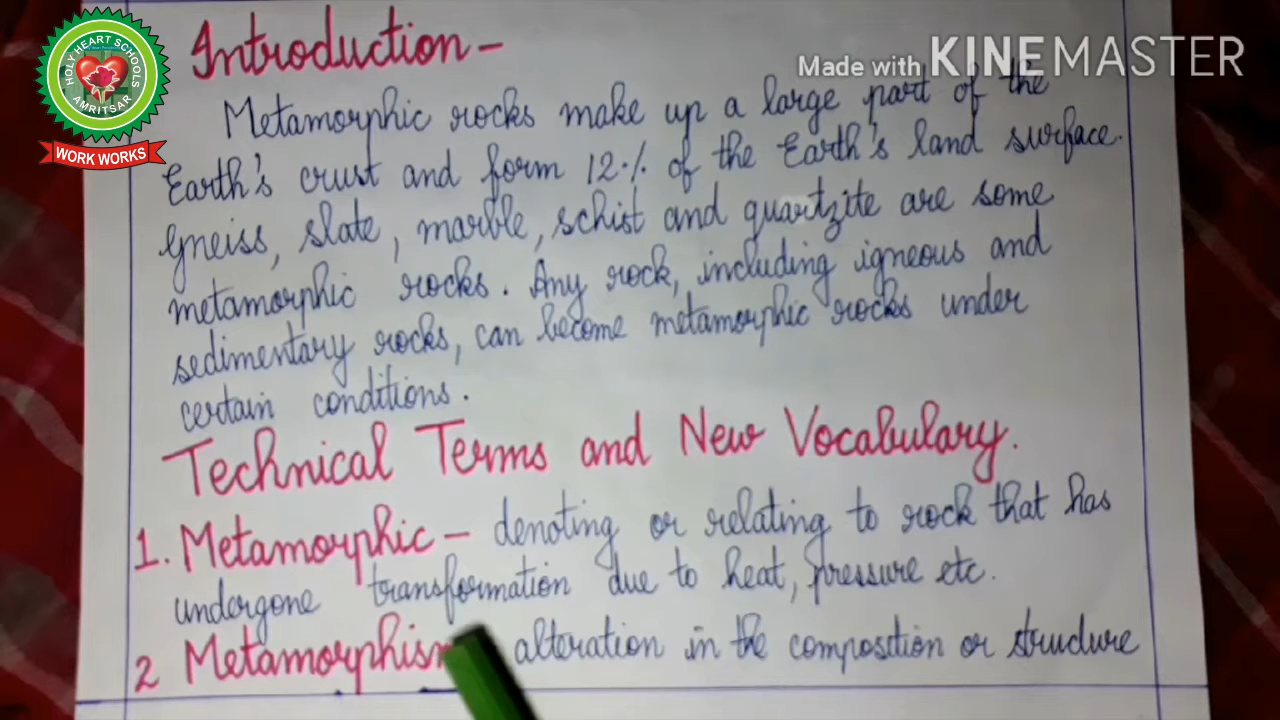 HOLY HEART SCHOOLS
AMRITSAR
WORK WORKS
Made with KINEMASTER
Introduction -
Metamorphic rocks make up a large part of the
Earth's crust and form 12% of the Earth's land surface.
Gneiss, slate, marble, schist and quartzite are some
metamorphic rocks. Any rock, including igneous and
sedimentary rocks, can become metamorphic rocks under
certain conditions.
Technical Terms and New Vocabulary.
1. Metamorphic - denoting or relating to rock that has
undergone transformation due to heat, pressure etc.
2 Metamorphism alteration in the composition or structure